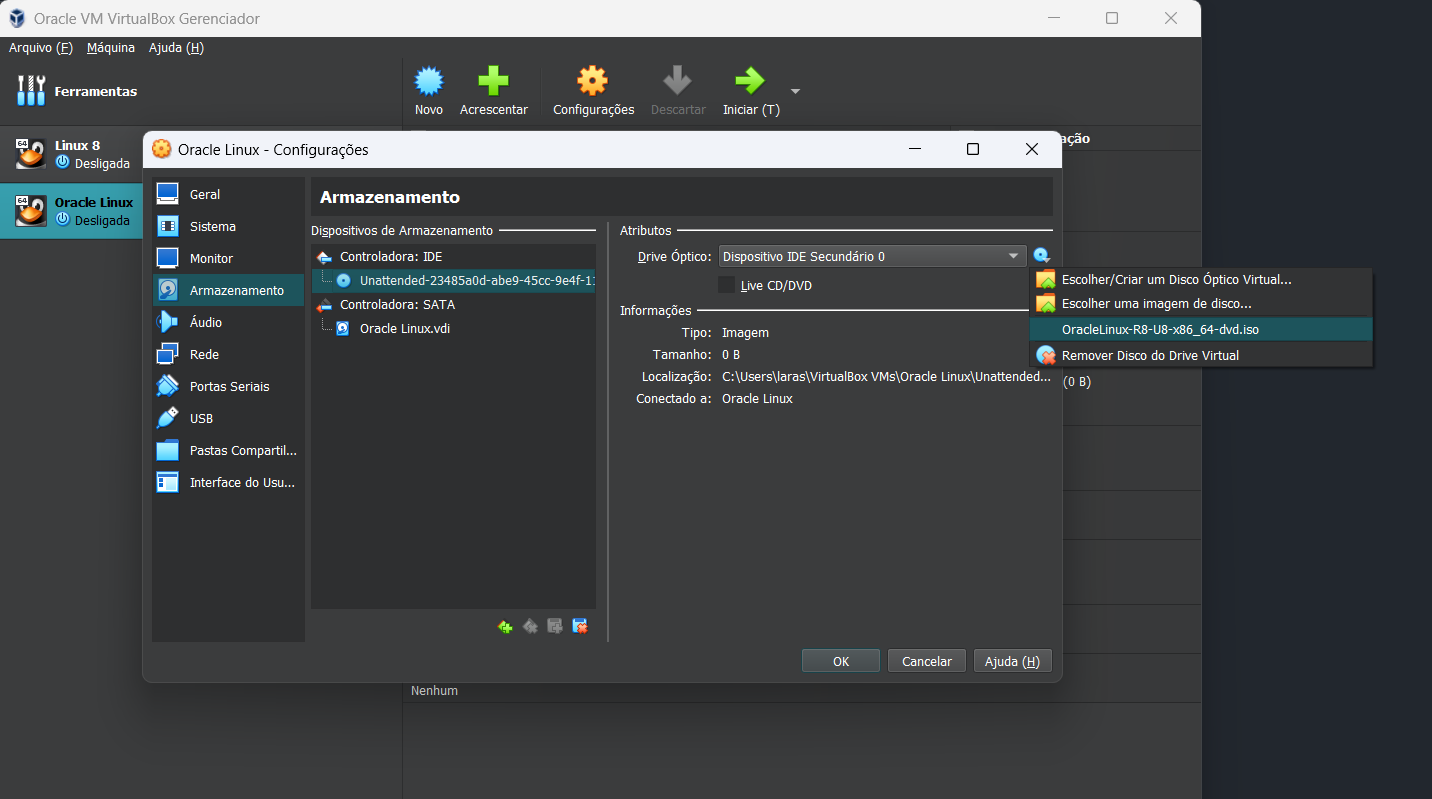 Oracle VM VirtualBox Gerenciador
Arquivo (F) Máquina Ajuda (H)
Ferramentas
Novo Acrescentar Configurações Descartar Iniciar (T)
64 Linux 8
Desligada
64 Oracle Linux
Desligada
ação
Oracle Linux - Configurações
Geral
Sistema
Monitor
Armazenamento
Áudio
Rede
Portas Seriais
USB
Pastas Compartil...
Interface do Usu...
Armazenamento
Dispositivos de Armazenamento
Controladora: IDE
Unattended-23485a0d-abe9-45cc-9e4f-11
Controladora: SATA
Oracle Linux.vdi
Atributos
Drive Óptico: Dispositivo IDE Secundário 0
Live CD/DVD
Informações
Tipo: Imagem
Tamanho: 0 B
Localização: C:\Users\laras\VirtualBox VMs\Oracle Linux\Unattended...
Conectado a: Oracle Linux
Escolher/Criar um Disco Óptico Virtual...
Escolher uma imagem de disco...
OracleLinux-R8-U8-x86_64-dvd.iso
Remover Disco do Drive Virtual
(0 B)
OK Cancelar Ajuda (H)
Nenhum